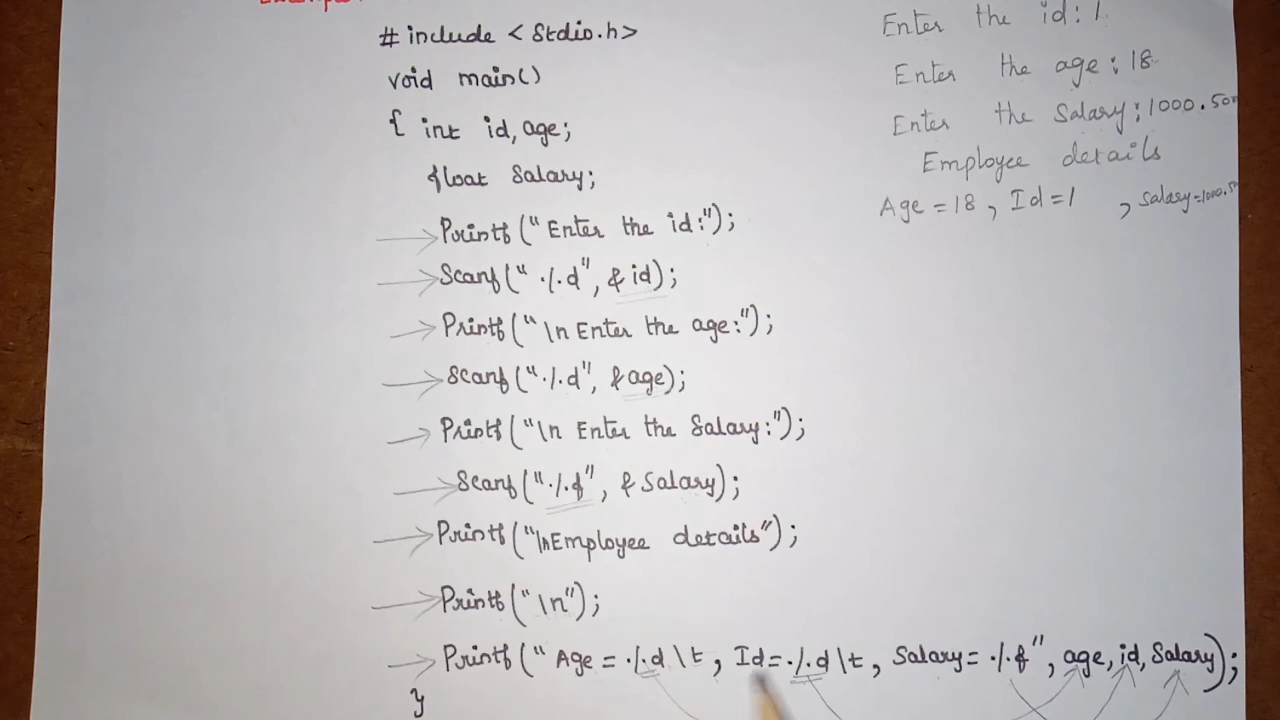 # include < Stdio.h>
void main()
{ int id, age;
float Salary;
Printf("Enter the id:");
Scanf("%d", & id);
Printf("\n Enter the age:");
Scanf("%d", & age);
Printf("\n Enter the Salary:");
Scanf("%f", & Salary);
Printf("\nEmployee details");
Printf("\n");
Printf("Age = %d \t, Id = %d \t, Salary = %f", age, id, Salary);
}
Enter the id: 1
Enter the age: 18
Enter the Salary: 1000.50
Employee details
Age = 18, Id = 1 , Salary=1000.5